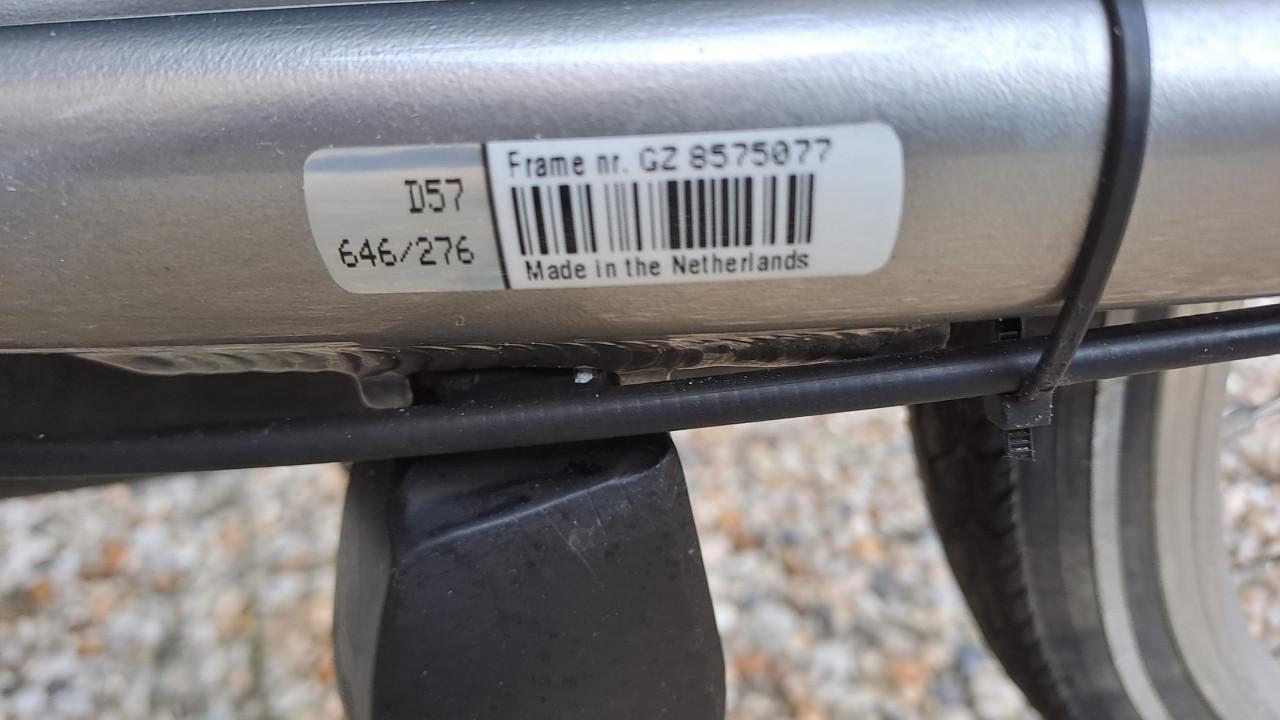 D57
646/276
Frame nr. GZ 8575077
Made in the Netherlands